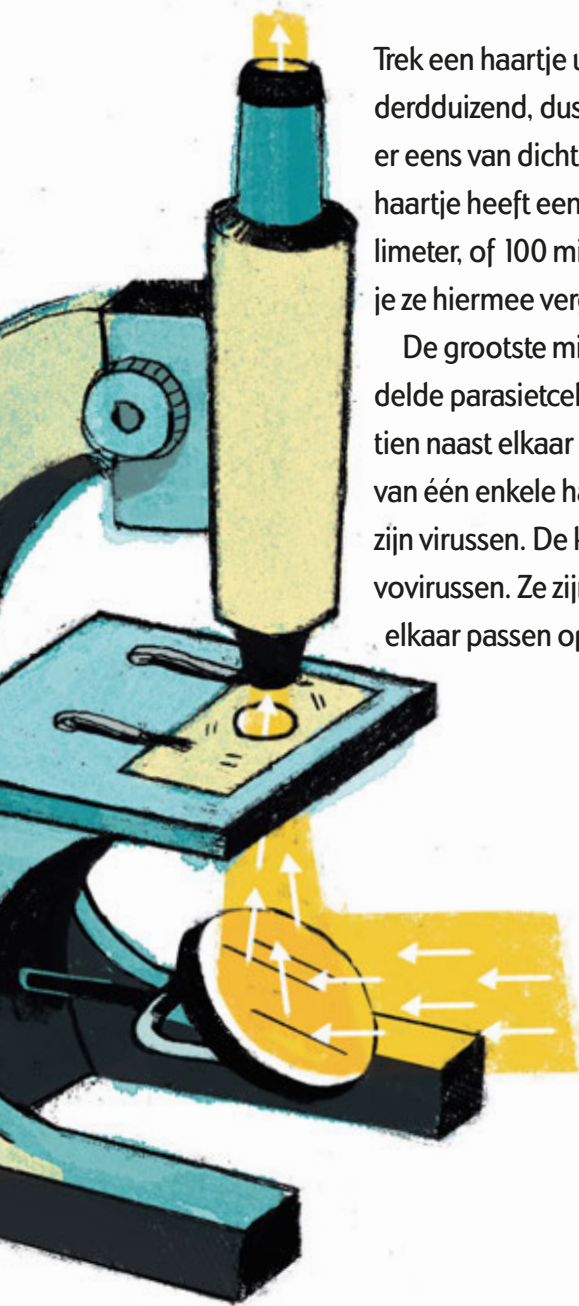 Trek een haartje u
derdduizend, dus
er eens van dicht
haartje heeft een
limeter, of 100 mi
je ze hiermee verg
De grootste mi
delde parasietcel
tien naast elkaar
van één enkele ha
zijn virussen. De k
vovirussen. Ze zijn
elkaar passen op